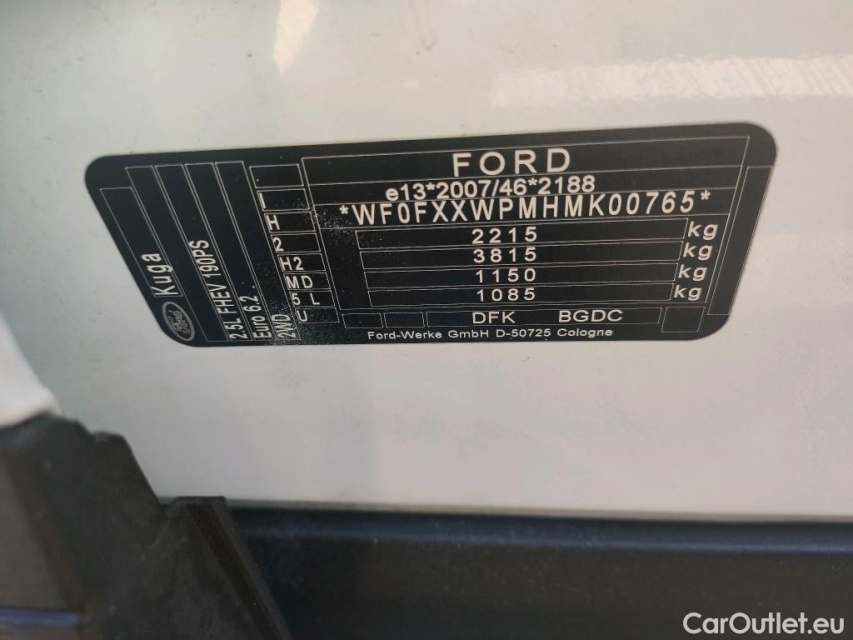 FORD
e13*2007/46*2188
*WF0FXXWPMHMK00765*
2215 kg
3815 kg
1150 kg
1085 kg
DFK BGDC
Ford-Werke GmbH D-50725 Cologne
Ford
Kuga
2.5L FHEV 190PS
Euro 6.2.
2WD
I
H
2
H2
MD
5 L
U
CarOutlet.eu